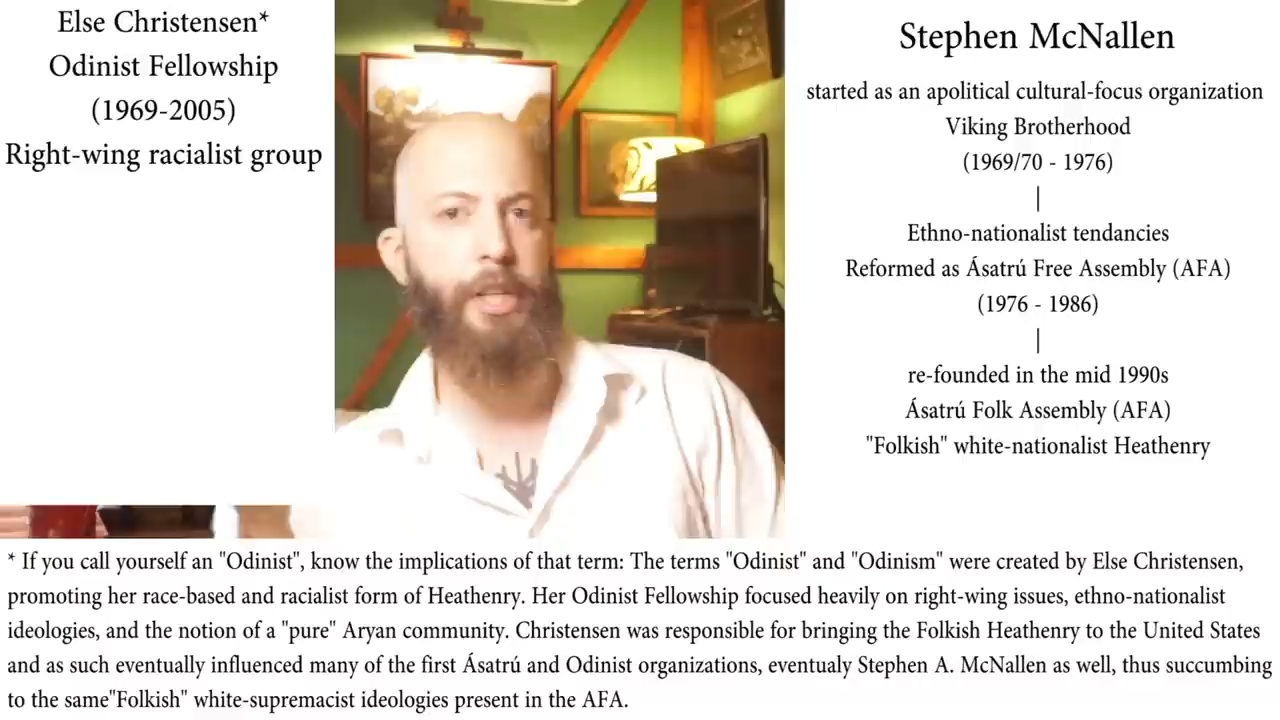 Else Christensen*
Odinist Fellowship
(1969-2005)
Right-wing racialist group
Stephen McNallen
started as an apolitical cultural-focus organization
Viking Brotherhood
(1969/70 - 1976)
|
Ethno-nationalist tendancies
Reformed as Ásatrú Free Assembly (AFA)
(1976 - 1986)
|
re-founded in the mid 1990s
Ásatrú Folk Assembly (AFA)
"Folkish" white-nationalist Heathenry
* If you call yourself an "Odinist", know the implications of that term: The terms "Odinist" and "Odinism" were created by Else Christensen,
promoting her race-based and racialist form of Heathenry. Her Odinist Fellowship focused heavily on right-wing issues, ethno-nationalist
ideologies, and the notion of a "pure" Aryan community. Christensen was responsible for bringing the Folkish Heathenry to the United States
and as such eventually influenced many of the first Ásatrú and Odinist organizations, eventualy Stephen A. McNallen as well, thus succumbing
to the same"Folkish" white-supremacist ideologies present in the AFA.